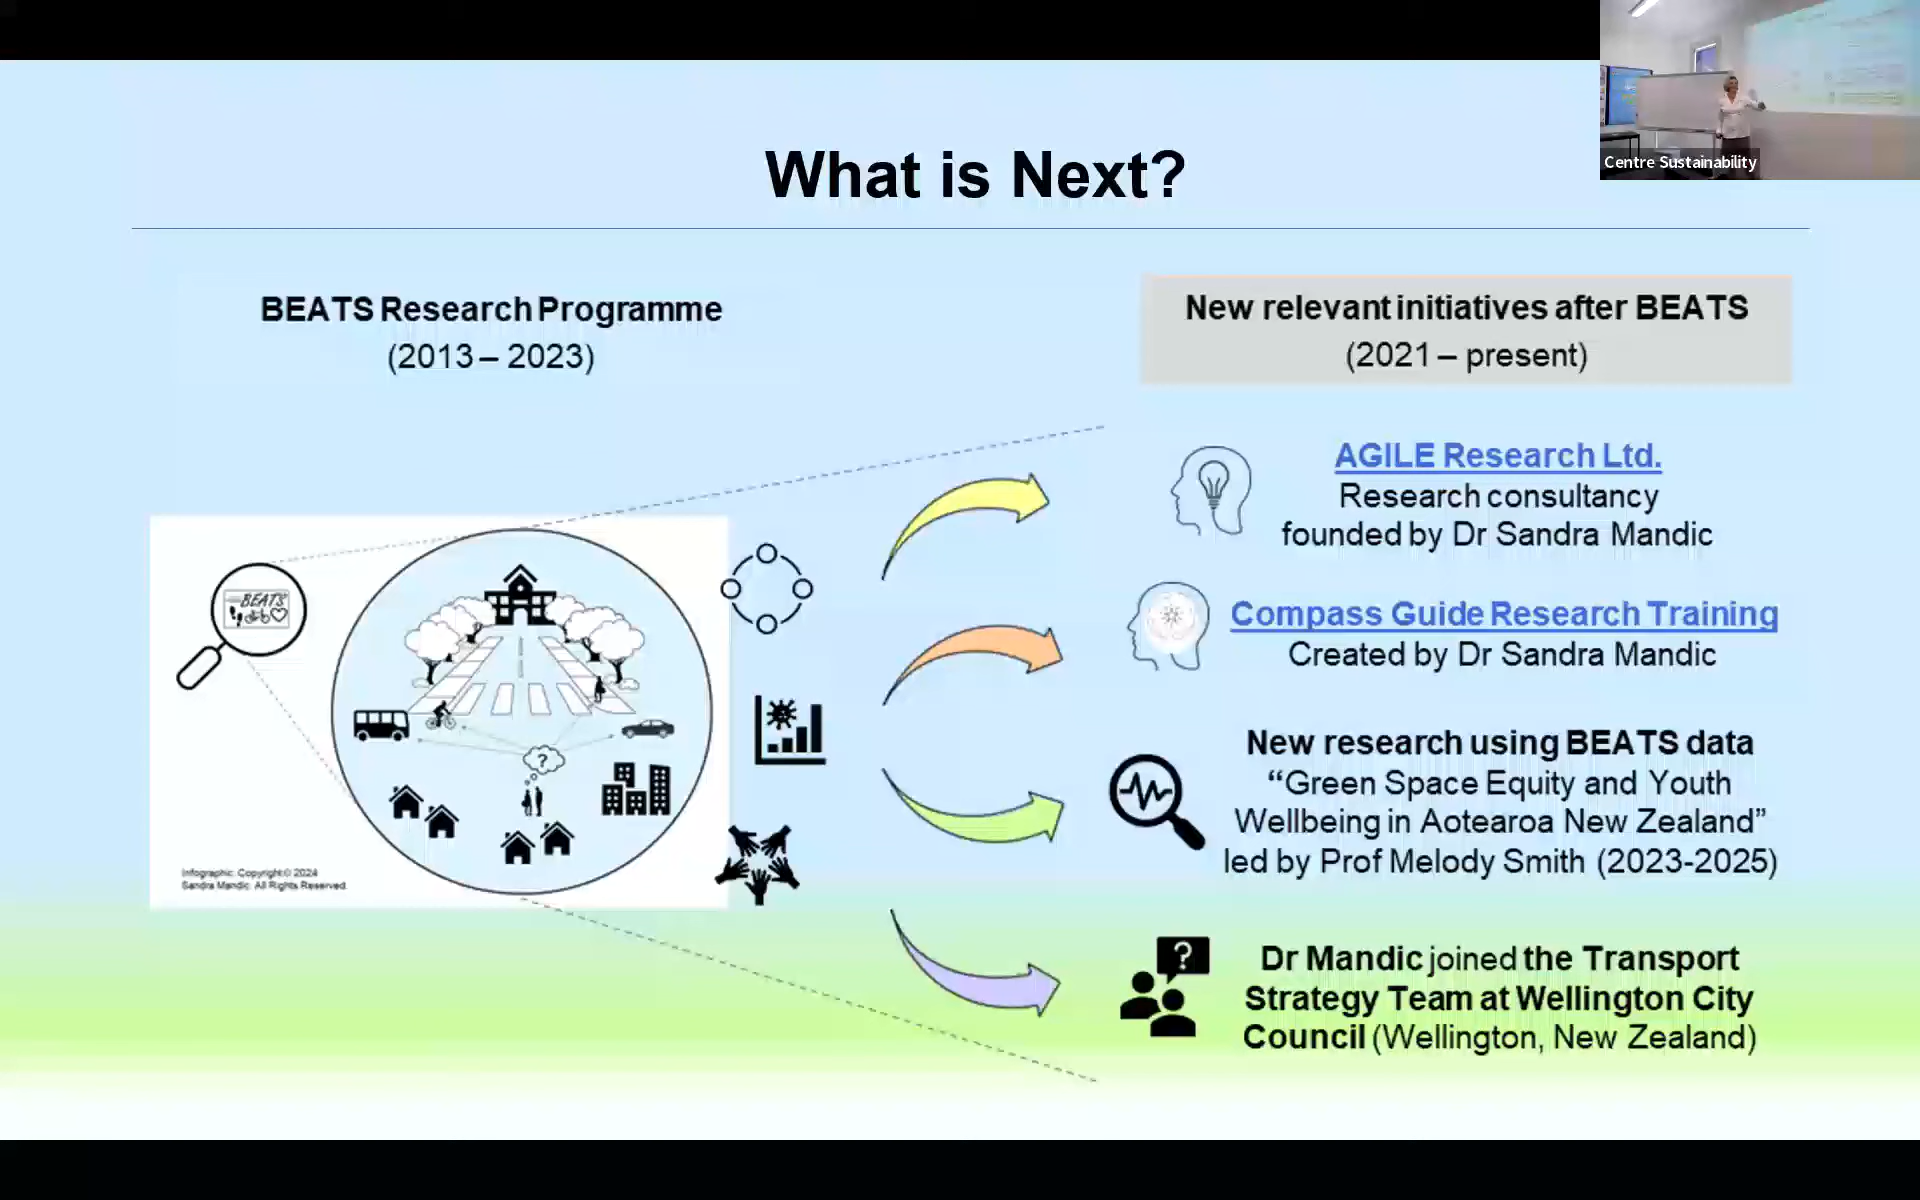 Centre Sustainability
What is Next?
BEATS Research Programme
(2013 – 2023)
BEATS
?
Infographic: Copyright© 2024
Sandra Mandic. All Rights Reserved.
New relevant initiatives after BEATS
(2021 – present)
AGILE Research Ltd.
Research consultancy
founded by Dr Sandra Mandic
Compass Guide Research Training
Created by Dr Sandra Mandic
New research using BEATS data
“Green Space Equity and Youth
Wellbeing in Aotearoa New Zealand”
led by Prof Melody Smith (2023-2025)
?
Dr Mandic joined the Transport
Strategy Team at Wellington City
Council (Wellington, New Zealand)